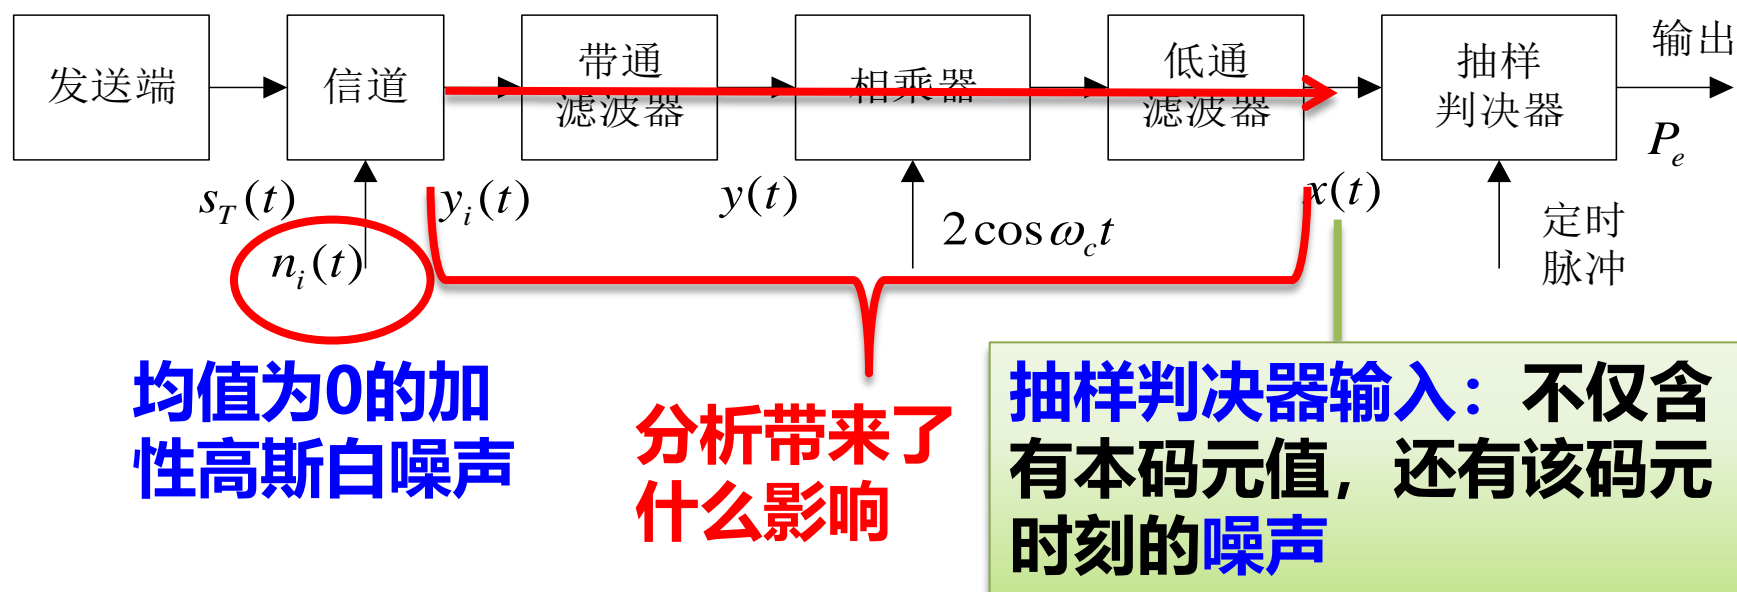 发送端
信道
带通
滤波器
相乘器
低通
滤波器
抽样
判决器
输出
P_e
s_T(t)
y_i(t)
y(t)
x(t)
n_i(t)
2cosω_c t
定时
脉冲
均值为0的加
性高斯白噪声
分析带来了
什么影响
抽样判决器输入：不仅含
有本码元值，还有该码元
时刻的噪声